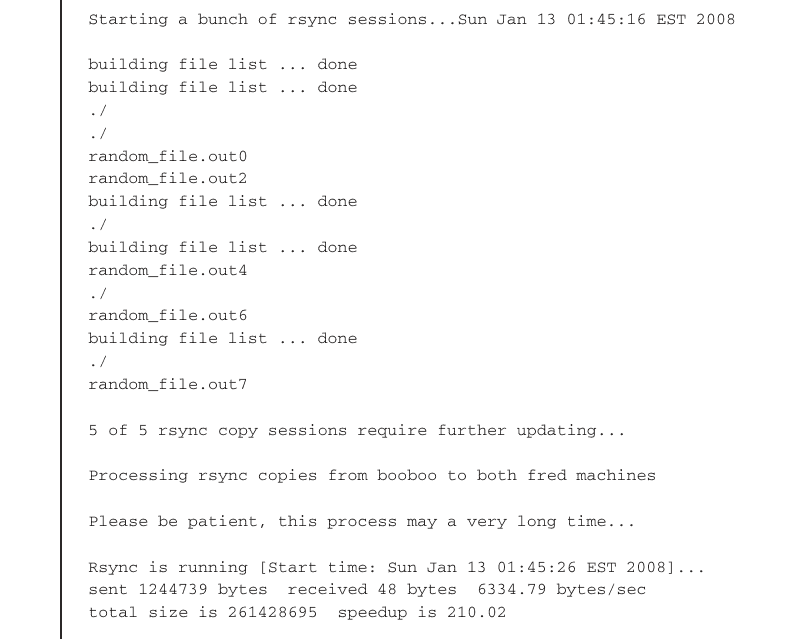 Starting a bunch of rsync sessions...Sun Jan 13 01:45:16 EST 2008
building file list ... done
building file list ... done
./
./
random_file.out0
random_file.out2
building file list ... done
./
building file list ... done
random_file.out4
./
random_file.out6
building file list ... done
./
random_file.out7
5 of 5 rsync copy sessions require further updating...
Processing rsync copies from booboo to both fred machines
Please be patient, this process may a very long time...
Rsync is running [Start time: Sun Jan 13 01:45:26 EST 2008]...
sent 1244739 bytes  received 48 bytes  6334.79 bytes/sec
total size is 261428695  speedup is 210.02